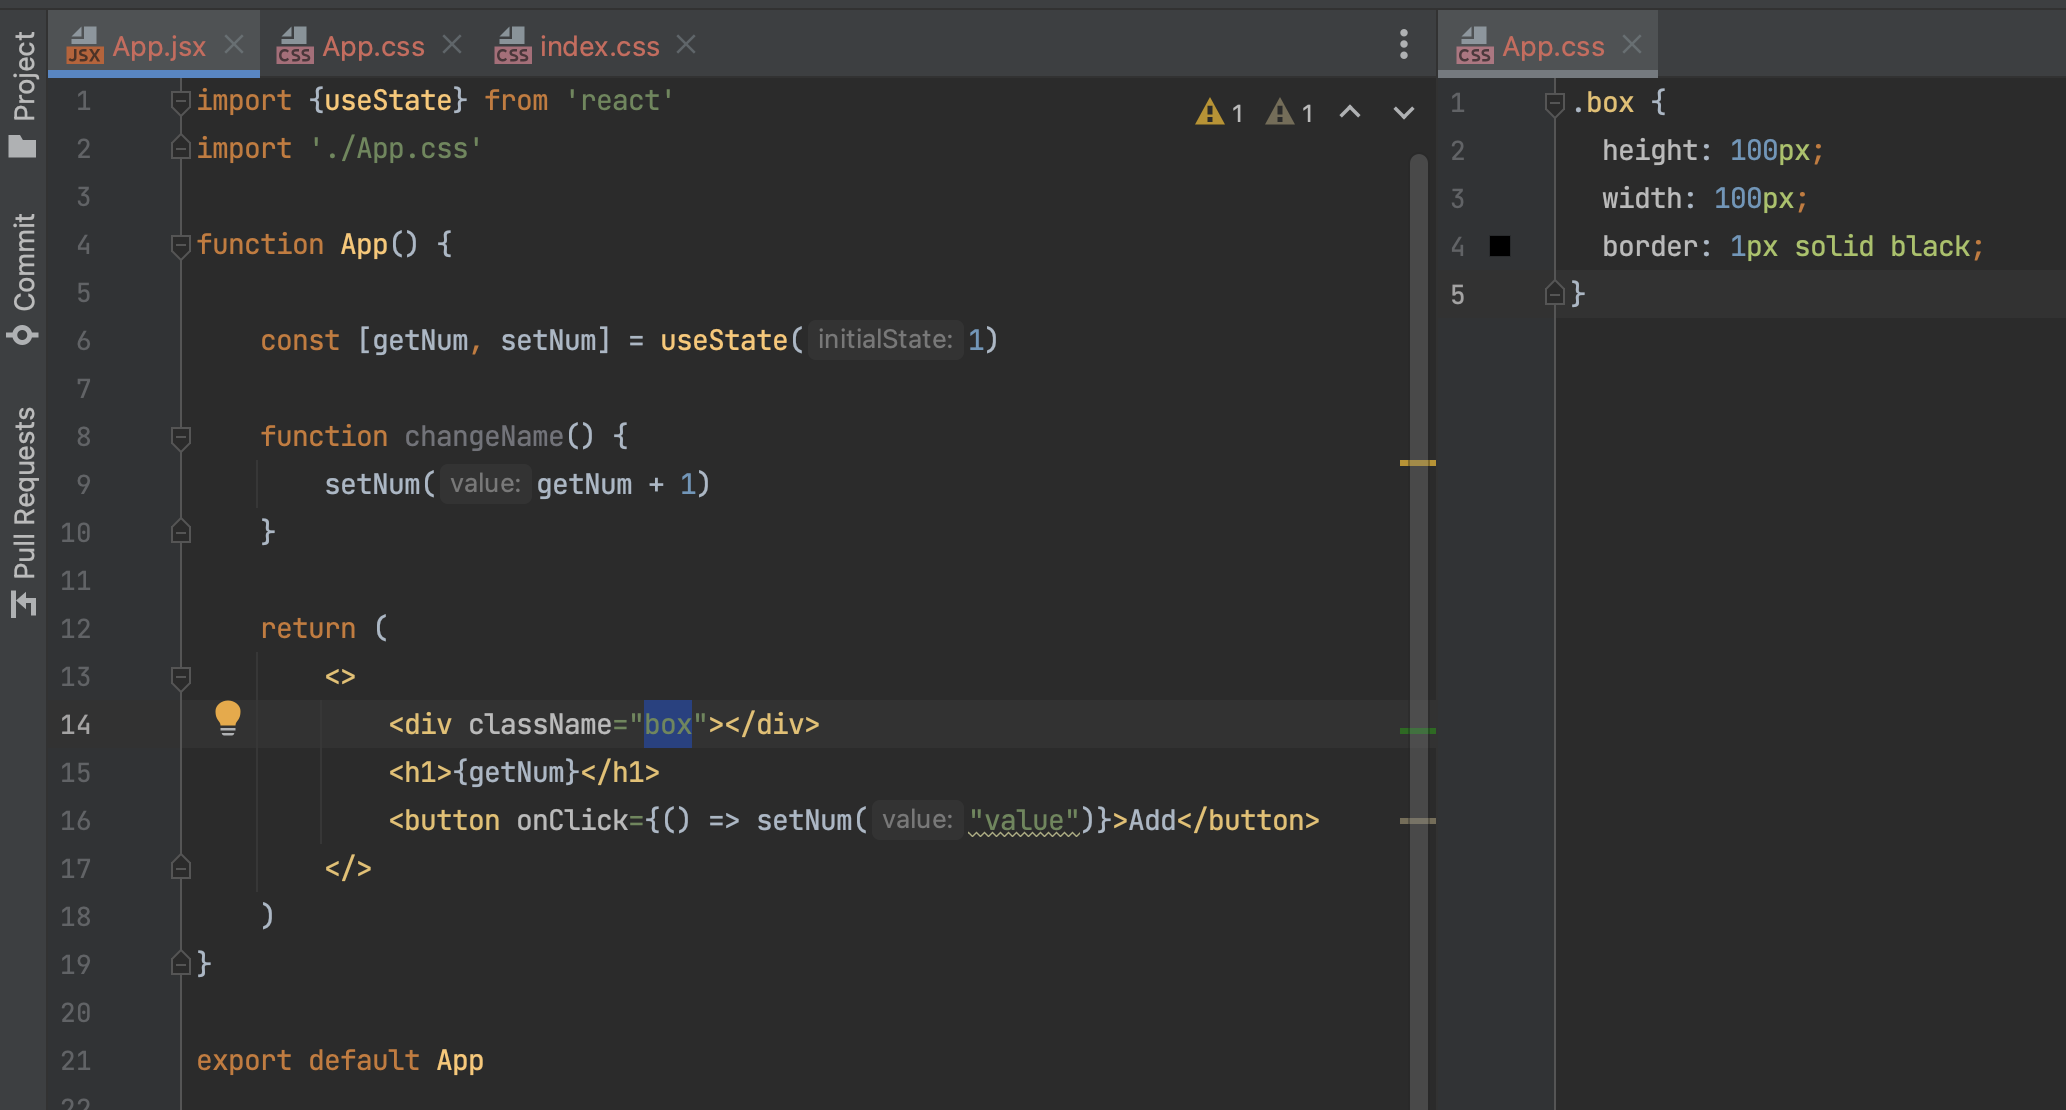 Project
Commit
Pull Requests
JSX App.jsx
CSS App.css
CSS index.css
1 import {useState} from 'react'
2 import './App.css'
3
4 function App() {
5
6 const [getNum, setNum] = useState( initialState: 1)
7
8 function changeName() {
9 setNum( value: getNum + 1)
10 }
11
12 return (
13 <>
14 <div className="box"></div>
15 <h1>{getNum}</h1>
16 <button onClick={() => setNum( value: "value")}>Add</button>
17 </>
18 )
19 }
20
21 export default App
22
1 1
CSS App.css
1 .box {
2 height: 100px;
3 width: 100px;
4 border: 1px solid black;
5 }